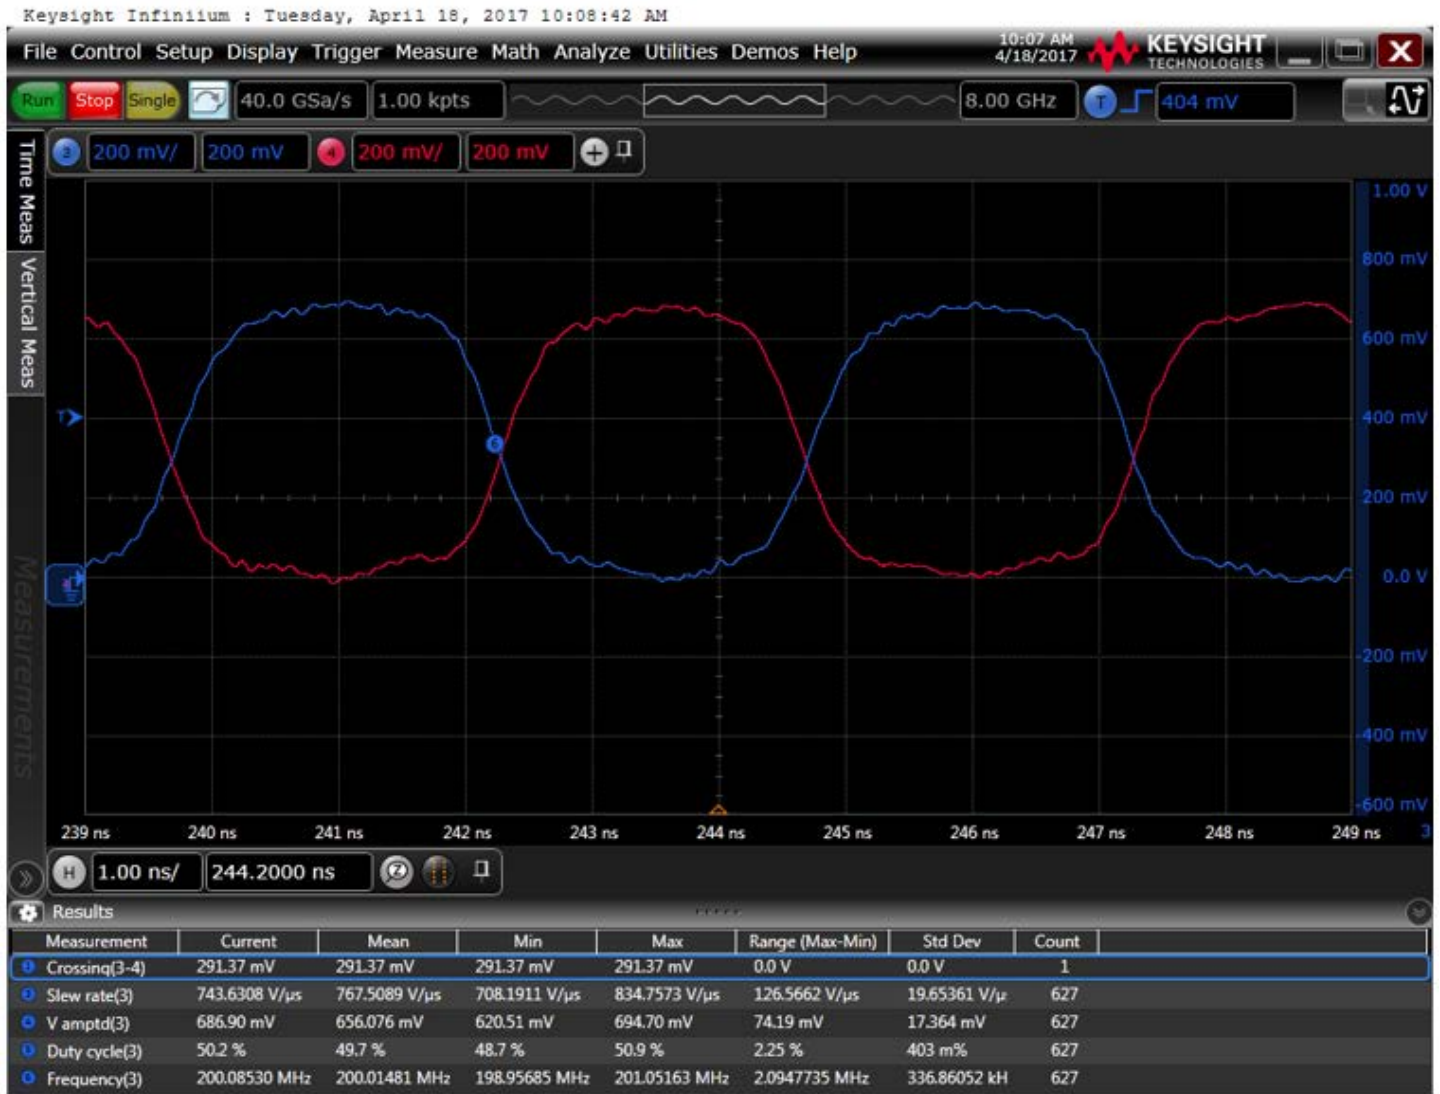 Keysight Infiniium : Tuesday, April 18, 2017 10:08:42 AM
File Control Setup Display Trigger Measure Math Analyze Utilities Demos Help 10:07 AM 4/18/2017 KEYSIGHT TECHNOLOGIES X
Run Stop Single 40.0 GSa/s 1.00 kpts 8.00 GHz T 404 mV
3 200 mV/ 200 mV 4 200 mV/ 200 mV +
Time Meas
Vertical Meas
Measurements
1.00 V
800 mV
600 mV
T 400 mV
6
200 mV
0.0 V
-200 mV
-400 mV
-600 mV
239 ns 240 ns 241 ns 242 ns 243 ns 244 ns 245 ns 246 ns 247 ns 248 ns 249 ns 3
H 1.00 ns/ 244.2000 ns Z
Results
Measurement Current Mean Min Max Range (Max-Min) Std Dev Count
Crossing(3-4) 291.37 mV 291.37 mV 291.37 mV 291.37 mV 0.0 V 0.0 V 1
Slew rate(3) 743.6308 V/µs 767.5089 V/µs 708.1911 V/µs 834.7573 V/µs 126.5662 V/µs 19.65361 V/µ 627
V amptd(3) 686.90 mV 656.076 mV 620.51 mV 694.70 mV 74.19 mV 17.364 mV 627
Duty cycle(3) 50.2 % 49.7 % 48.7 % 50.9 % 2.25 % 403 m% 627
Frequency(3) 200.08530 MHz 200.01481 MHz 198.95685 MHz 201.05163 MHz 2.0947735 MHz 336.86052 kH 627